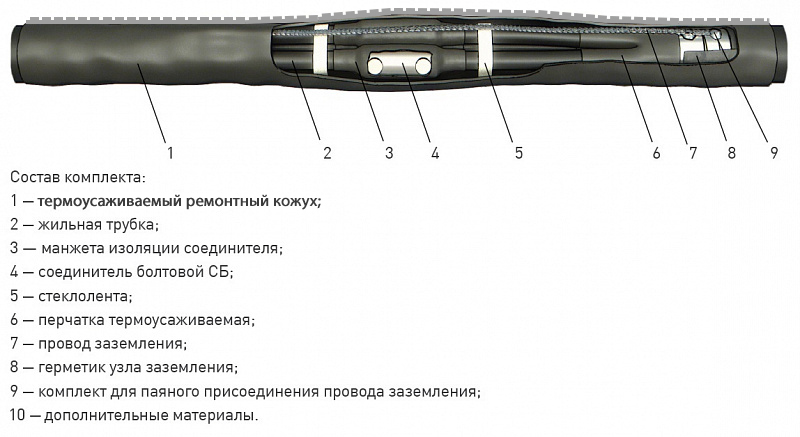 1 2 3 4 5 6 7 8 9
Состав комплекта:
1 — термоусаживаемый ремонтный кожух;
2 — жильная трубка;
3 — манжета изоляции соединителя;
4 — соединитель болтовой СБ;
5 — стеклолента;
6 — перчатка термоусаживаемая;
7 — провод заземления;
8 — герметик узла заземления;
9 — комплект для паяного присоединения провода заземления;
10 — дополнительные материалы.